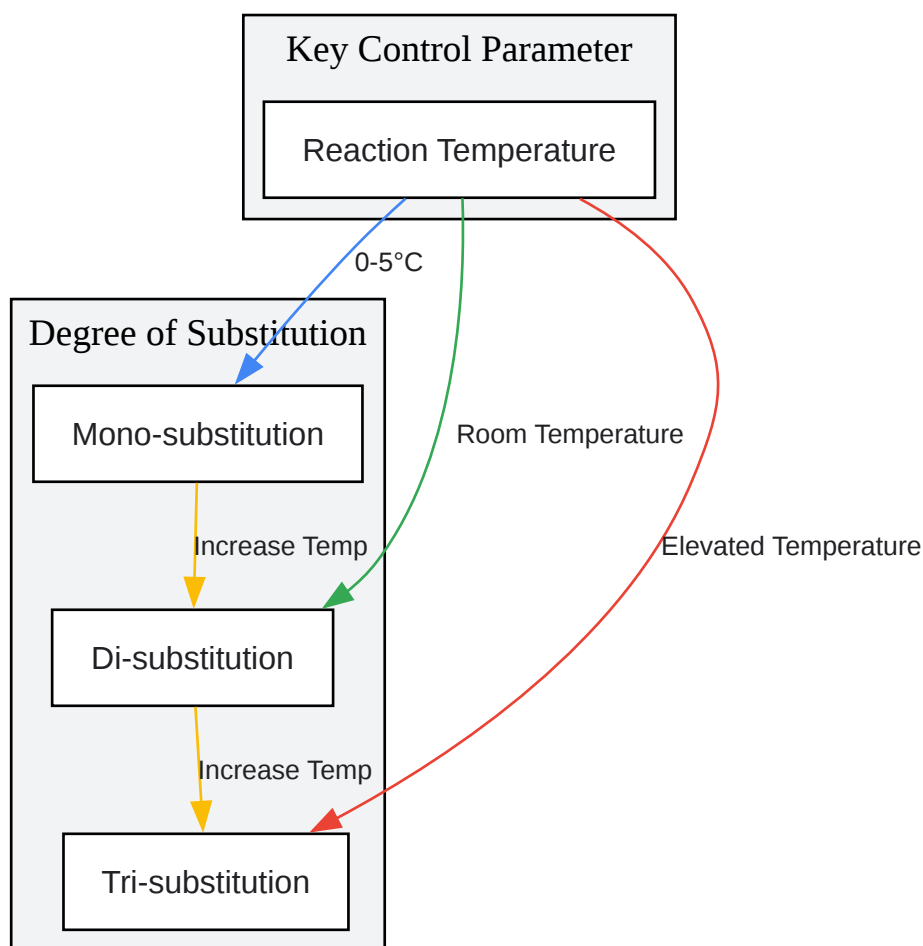 Key Control Parameter
Reaction Temperature
0-5°C
Degree of Substitution
Mono-substitution
Room Temperature
Increase Temp
Elevated Temperature
Di-substitution
Increase Temp
Tri-substitution